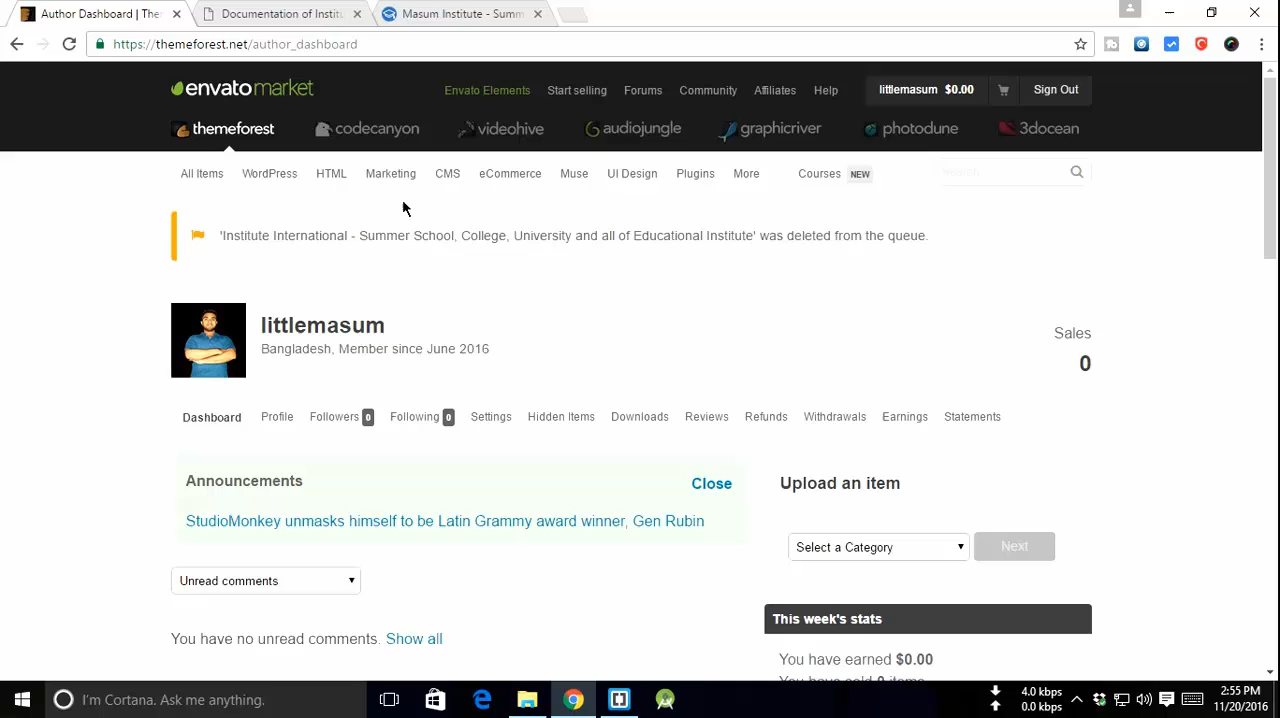 Author Dashboard | The
Documentation of Institu
Masum Institute - Summ
https://themeforest.net/author_dashboard
envatomarket
Envato Elements Start selling Forums Community Affiliates Help
littlemasum $0.00
Sign Out
themeforest codecanyon videohive audiojungle graphicriver photodune 3docean
All Items WordPress HTML Marketing CMS eCommerce Muse UI Design Plugins More Courses NEW
Search
'Institute International - Summer School, College, University and all of Educational Institute' was deleted from the queue.
littlemasum
Bangladesh, Member since June 2016
Sales
0
Dashboard Profile Followers 0 Following 0 Settings Hidden Items Downloads Reviews Refunds Withdrawals Earnings Statements
Announcements
Close
StudioMonkey unmasks himself to be Latin Grammy award winner, Gen Rubin
Upload an item
Select a Category
Next
Unread comments
This week's stats
You have no unread comments. Show all
You have earned $0.00
You have sold 0 items
I'm Cortana. Ask me anything.
4.0 kbps
0.0 kbps
2:55 PM
11/20/2016